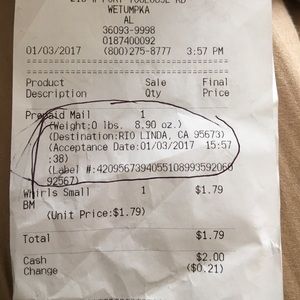 WETUMPKA
AL
36093-9998
0187400092
01/03/2017 (800)275-8777 3:57 PM
Product Sale Final
Description Qty Price
Prepaid Mail 1
(Weight:0 lbs. 8.90 oz.)
(Destination:RIO LINDA, CA 95673)
(Acceptance Date:01/03/2017 15:57
:38)
(Label #:
92567)
Whirls Small 1 $1.79
BM
(Unit Price:$1.79)
Total $1.79
Cash $2.00
Change ($0.21)